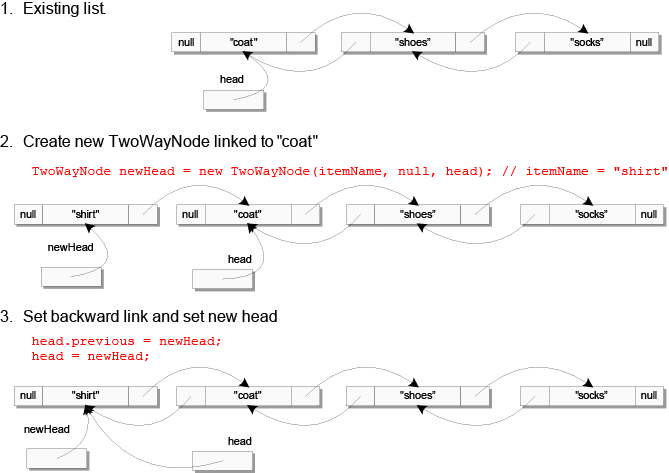 1. Existing list
null "coat" "shoes" "socks" null
head
2. Create new TwoWayNode linked to "coat"
TwoWayNode newHead = new TwoWayNode(itemName, null, head); // itemName = "shirt"
null "shirt" null "coat" "shoes" "socks" null
newHead
head
3. Set backward link and set new head
head.previous = newHead;
head = newHead;
null "shirt" "coat" "shoes" "socks" null
newHead
head